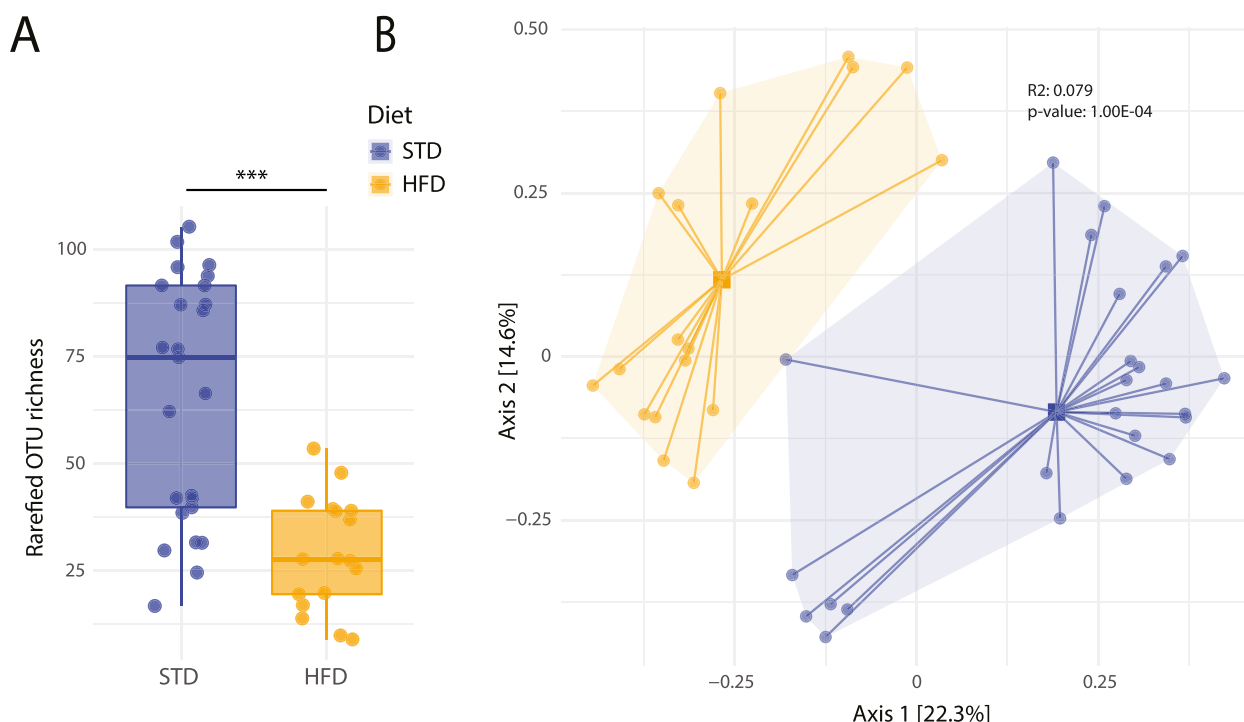 A
B
Diet
STD
HFD
***
Rarefied OTU richness
100
75
50
25
STD
HFD
R2: 0.079
p-value: 1.00E-04
Axis 2 [14.6%]
0.50
0.25
0
−0.25
−0.25
0
0.25
Axis 1 [22.3%]